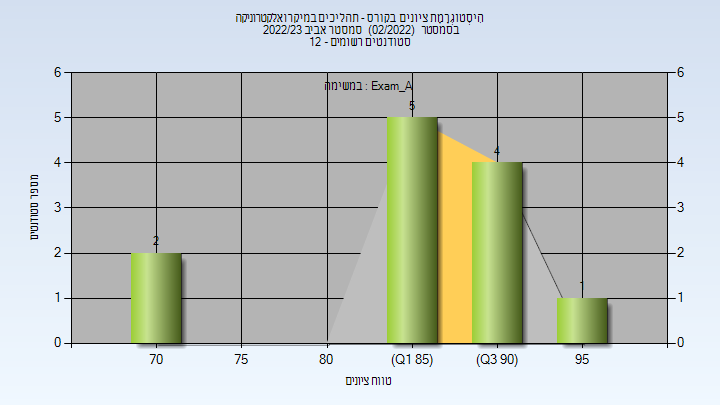 היסטוגרמת ציונים בקורס - תהליכים במיקרואלקטרוניקה
בסמסטר (02/2022) סמסטר אביב 2022/23
סטודנטים רשומים - 12
במשימה : Exam_A
מספר סטודנטים
6
5
4
3
2
1
0
6
5
4
3
2
1
0
2
5
4
1
70
75
80
(Q1 85)
(Q3 90)
95
טווח ציונים